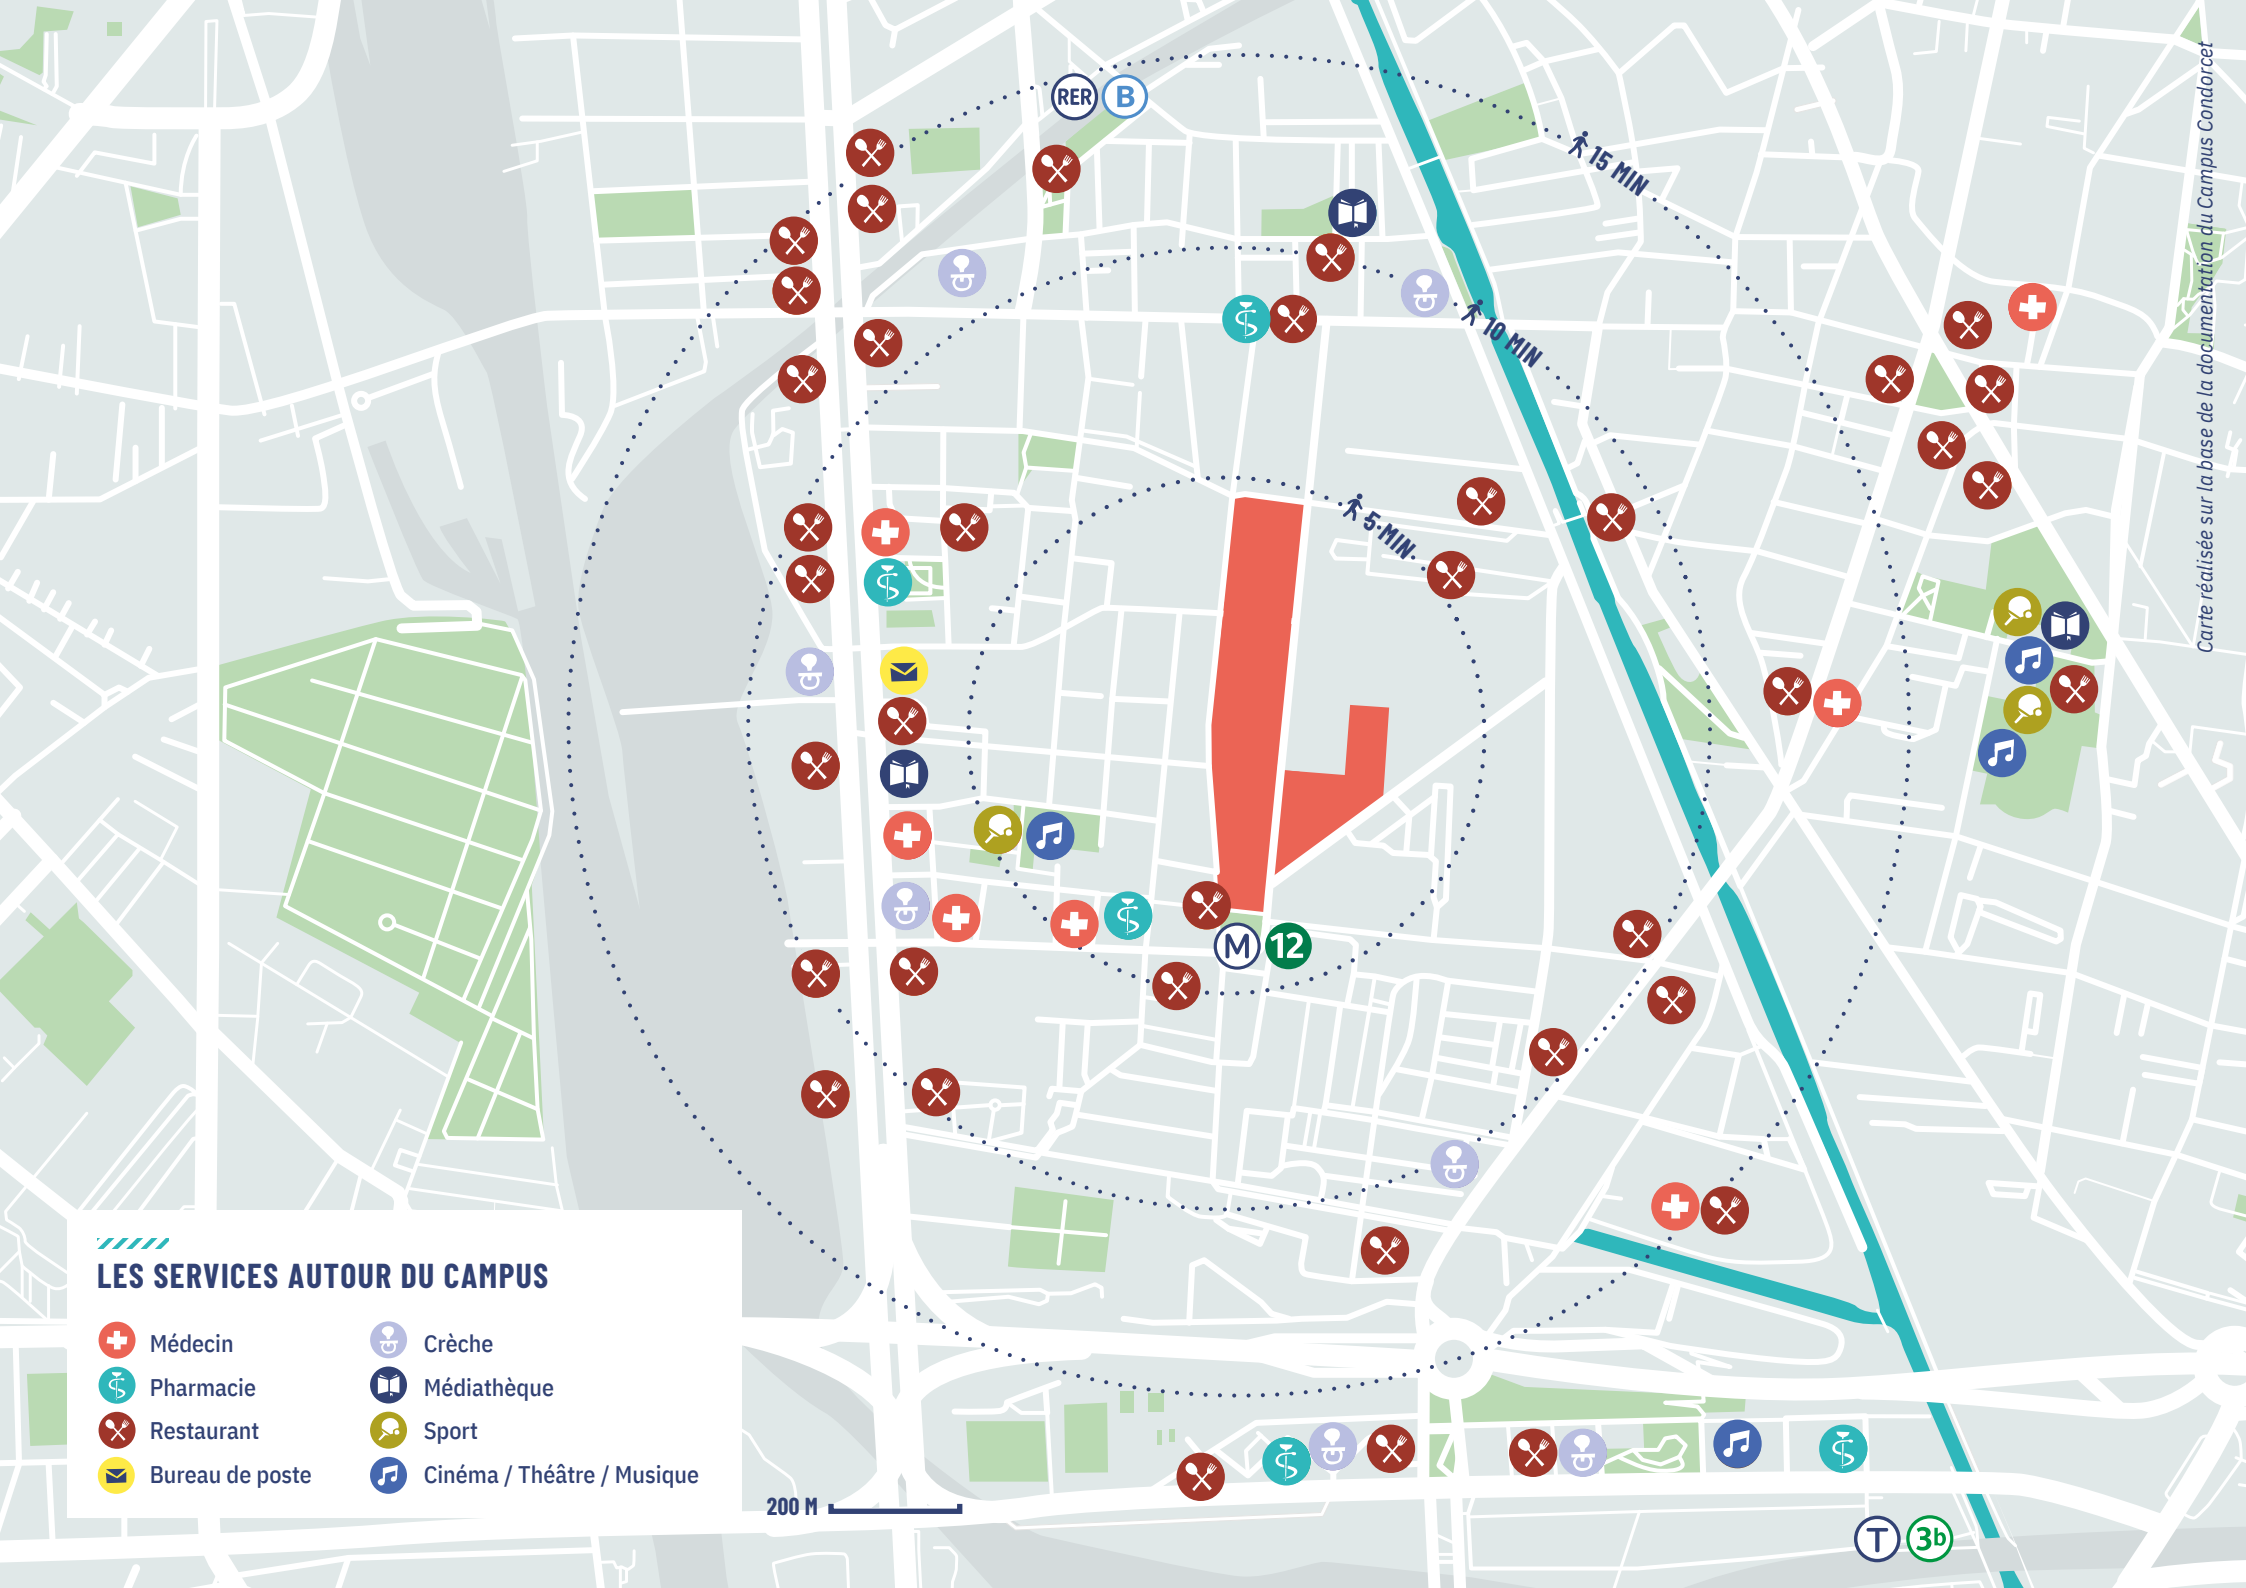 RER B
15 MIN
10 MIN
5 MIN
M 12
Carte réalisée sur la base de la documentation du Campus Condorcet
LES SERVICES AUTOUR DU CAMPUS
Médecin
Pharmacie
Restaurant
Bureau de poste
Crèche
Médiathèque
Sport
Cinéma / Théâtre / Musique
200 M
T 3b